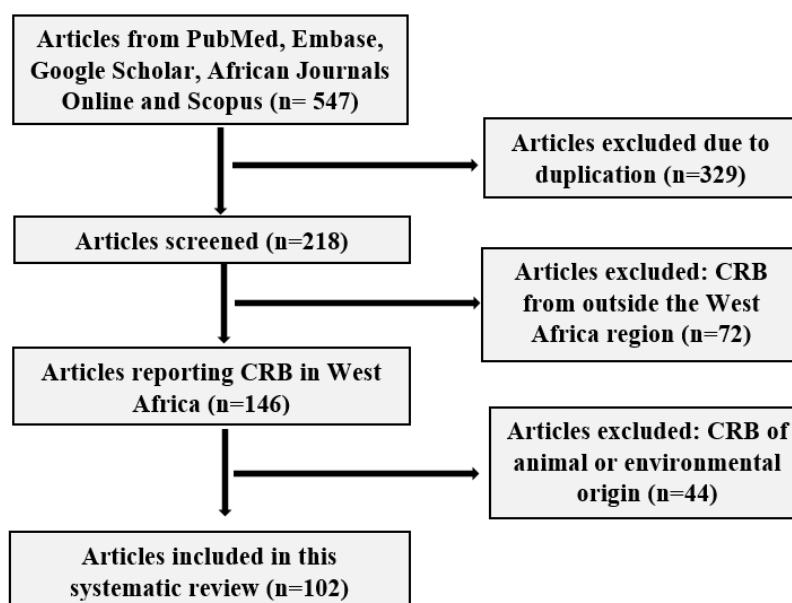 Articles from PubMed, Embase,
Google Scholar, African Journals
Online and Scopus (n= 547)
Articles excluded due to
duplication (n=329)
Articles screened (n=218)
Articles excluded: CRB
from outside the West
Africa region (n=72)
Articles reporting CRB in West
Africa (n=146)
Articles excluded: CRB of
animal or environmental
origin (n=44)
Articles included in this
systematic review (n=102)